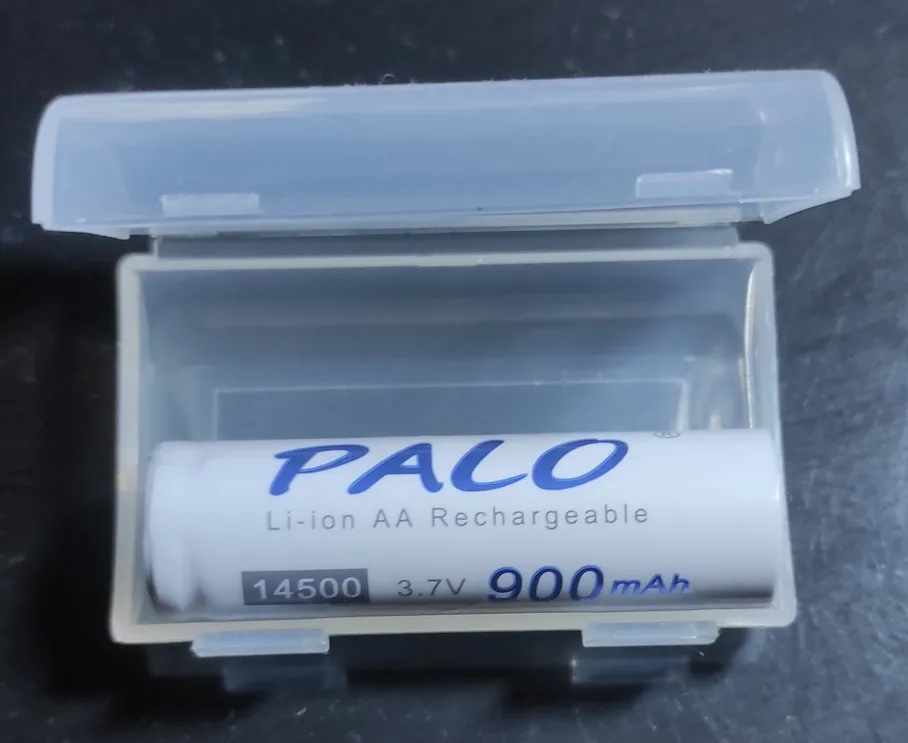 PALO®
Li-ion AA Rechargeable
14500 3.7V 900mAh